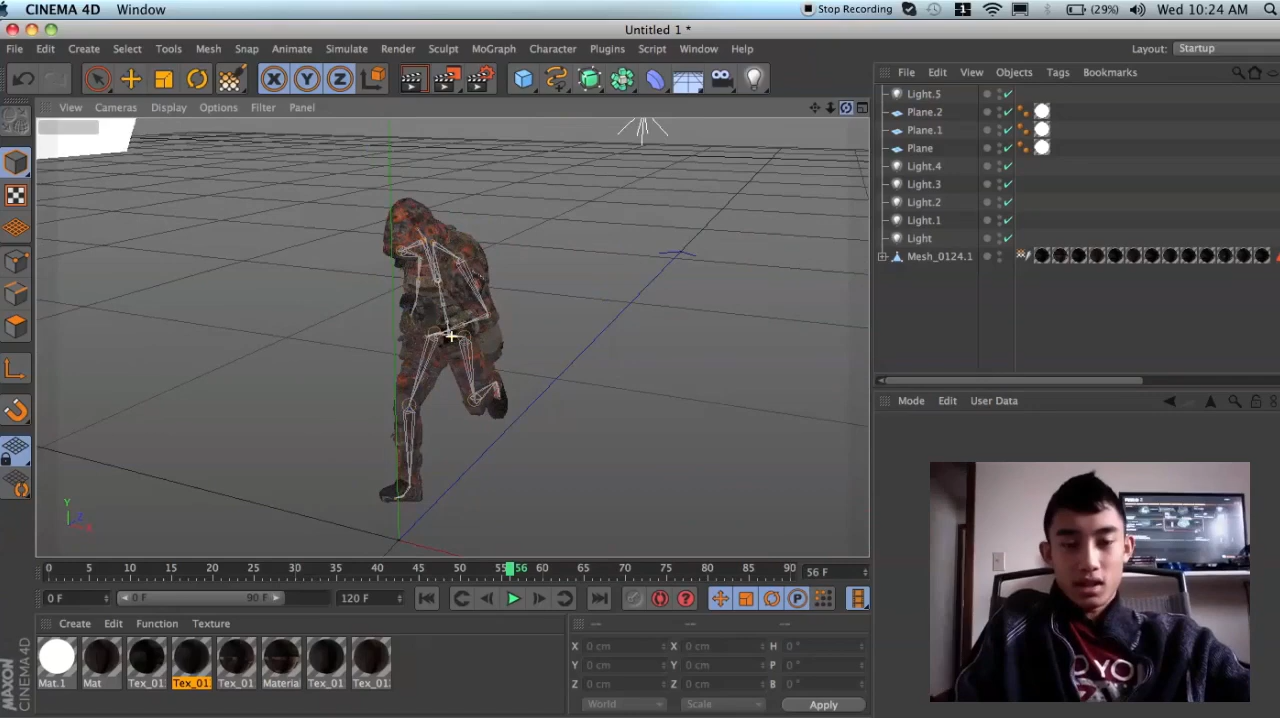 CINEMA 4D Window Stop Recording 1 (29%) Wed 10:24 AM
Untitled 1 *
File Edit Create Select Tools Mesh Snap Animate Simulate Render Sculpt MoGraph Character Plugins Script Window Help Layout: Startup
X Y Z
File Edit View Objects Tags Bookmarks
View Cameras Display Options Filter Panel
Light.5
Plane.2
Plane.1
Plane
Light.4
Light.3
Light.2
Light.1
Light
Mesh_0124.1
Mode Edit User Data
Y
Z
X
0 5 10 15 20 25 30 35 40 45 50 55 56 60 65 70 75 80 85 90 56 F
0 F 0 F 90 F 120 F P
Create Edit Function Texture
-- -- --
X 0 cm X 0 cm H 0 °
Y 0 cm Y 0 cm P 0 °
Z 0 cm Z 0 cm B 0 °
Mat.1 Mat Tex_01 Tex_01 Tex_01 Materia Tex_01 Tex_01
World Scale Apply
MAXON
CINEMA 4D